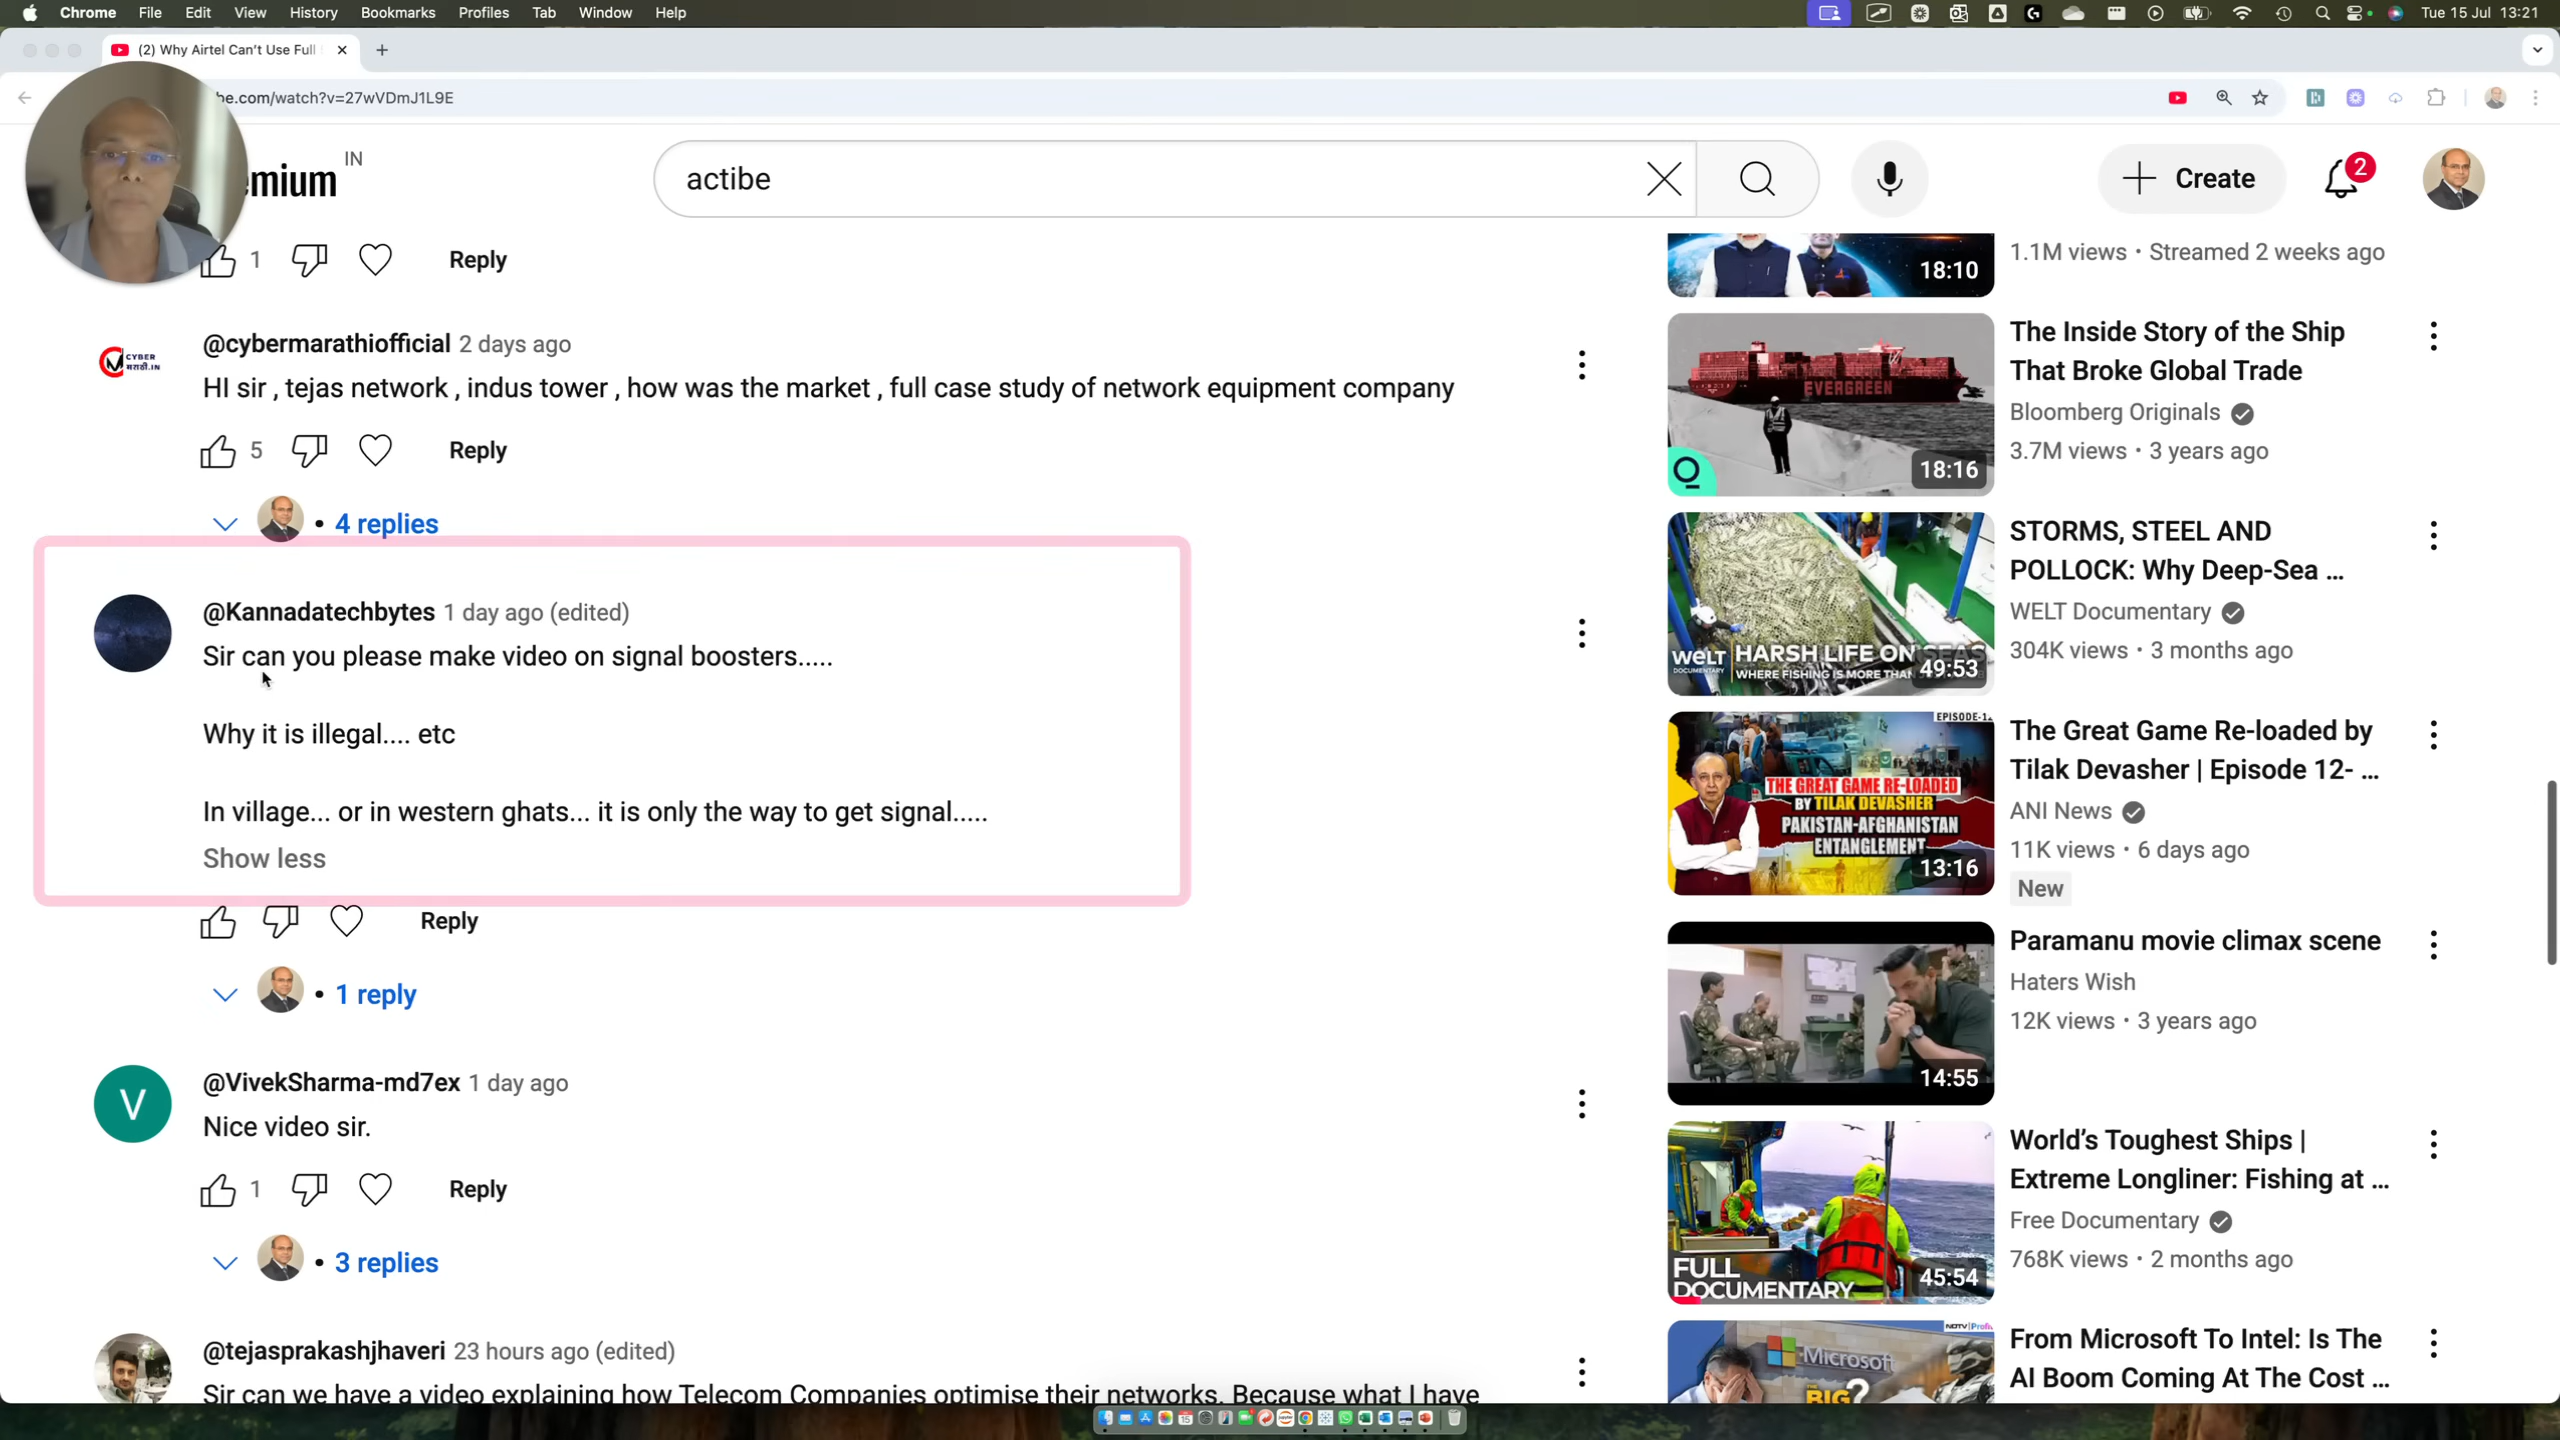 Chrome File Edit View History Bookmarks Profiles Tab Window Help
Tue 15 Jul 13:21
(2) Why Airtel Can't Use Full
be.com/watch?v=27wVDmJ1L9E
emium IN
actibe
Create
2
1 Reply
@cybermarathiofficial 2 days ago
CYBER
मराठी.IN
HI sir , tejas network , indus tower , how was the market , full case study of network equipment company
5 Reply
• 4 replies
@Kannadatechbytes 1 day ago (edited)
Sir can you please make video on signal boosters.....
Why it is illegal.... etc
In village... or in western ghats... it is only the way to get signal.....
Show less
Reply
• 1 reply
V
@VivekSharma-md7ex 1 day ago
Nice video sir.
1 Reply
• 3 replies
@tejasprakashjhaveri 23 hours ago (edited)
Sir can we have a video explaining how Telecom Companies optimise their networks. Because what I have
18:10
1.1M views • Streamed 2 weeks ago
EVERGREEN
18:16
The Inside Story of the Ship
That Broke Global Trade
Bloomberg Originals
3.7M views • 3 years ago
welt
DOCUMENTARY
HARSH LIFE ON SEAS
WHERE FISHING IS MORE THAN
49:53
STORMS, STEEL AND
POLLOCK: Why Deep-Sea ...
WELT Documentary
304K views • 3 months ago
EPISODE-12
THE GREAT GAME RE-LOADED
BY TILAK DEVASHER
PAKISTAN-AFGHANISTAN
ENTANGLEMENT
13:16
The Great Game Re-loaded by
Tilak Devasher | Episode 12- ...
ANI News
11K views • 6 days ago
New
14:55
Paramanu movie climax scene
Haters Wish
12K views • 3 years ago
FULL
DOCUMENTARY
45:54
World's Toughest Ships |
Extreme Longliner: Fishing at ...
Free Documentary
768K views • 2 months ago
NDTV Profit
Microsoft
BIG?
From Microsoft To Intel: Is The
AI Boom Coming At The Cost ...
15